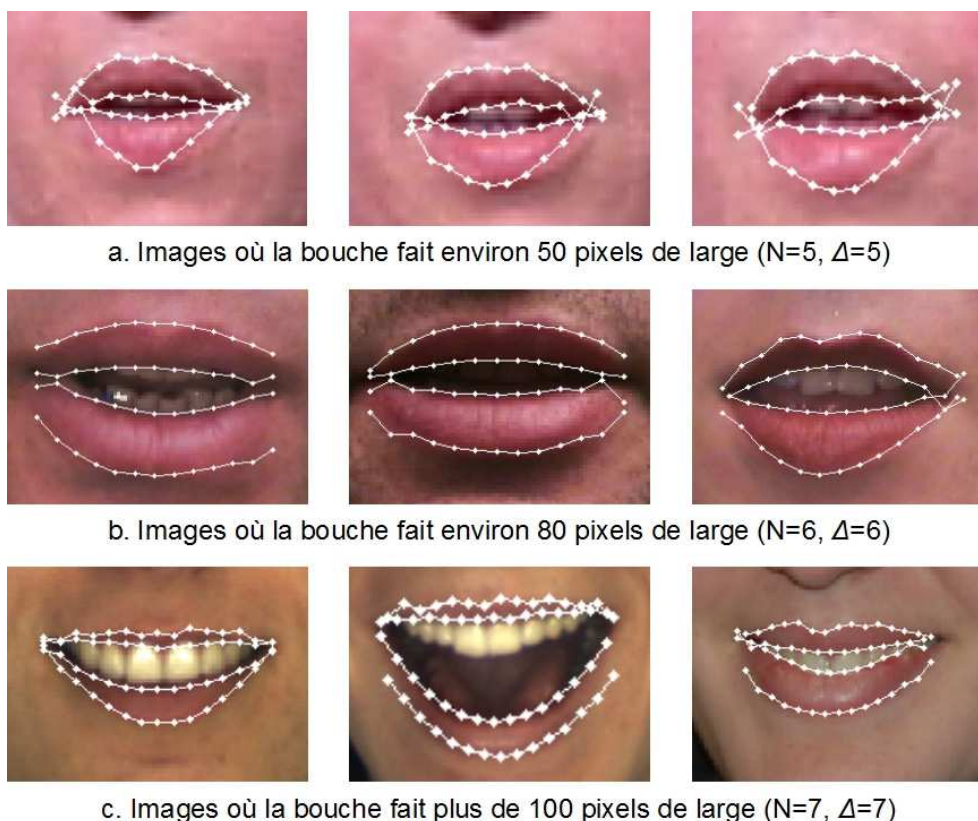 a. Images où la bouche fait environ 50 pixels de large (N=5, Δ=5)
b. Images où la bouche fait environ 80 pixels de large (N=6, Δ=6)
c. Images où la bouche fait plus de 100 pixels de large (N=7, Δ=7)